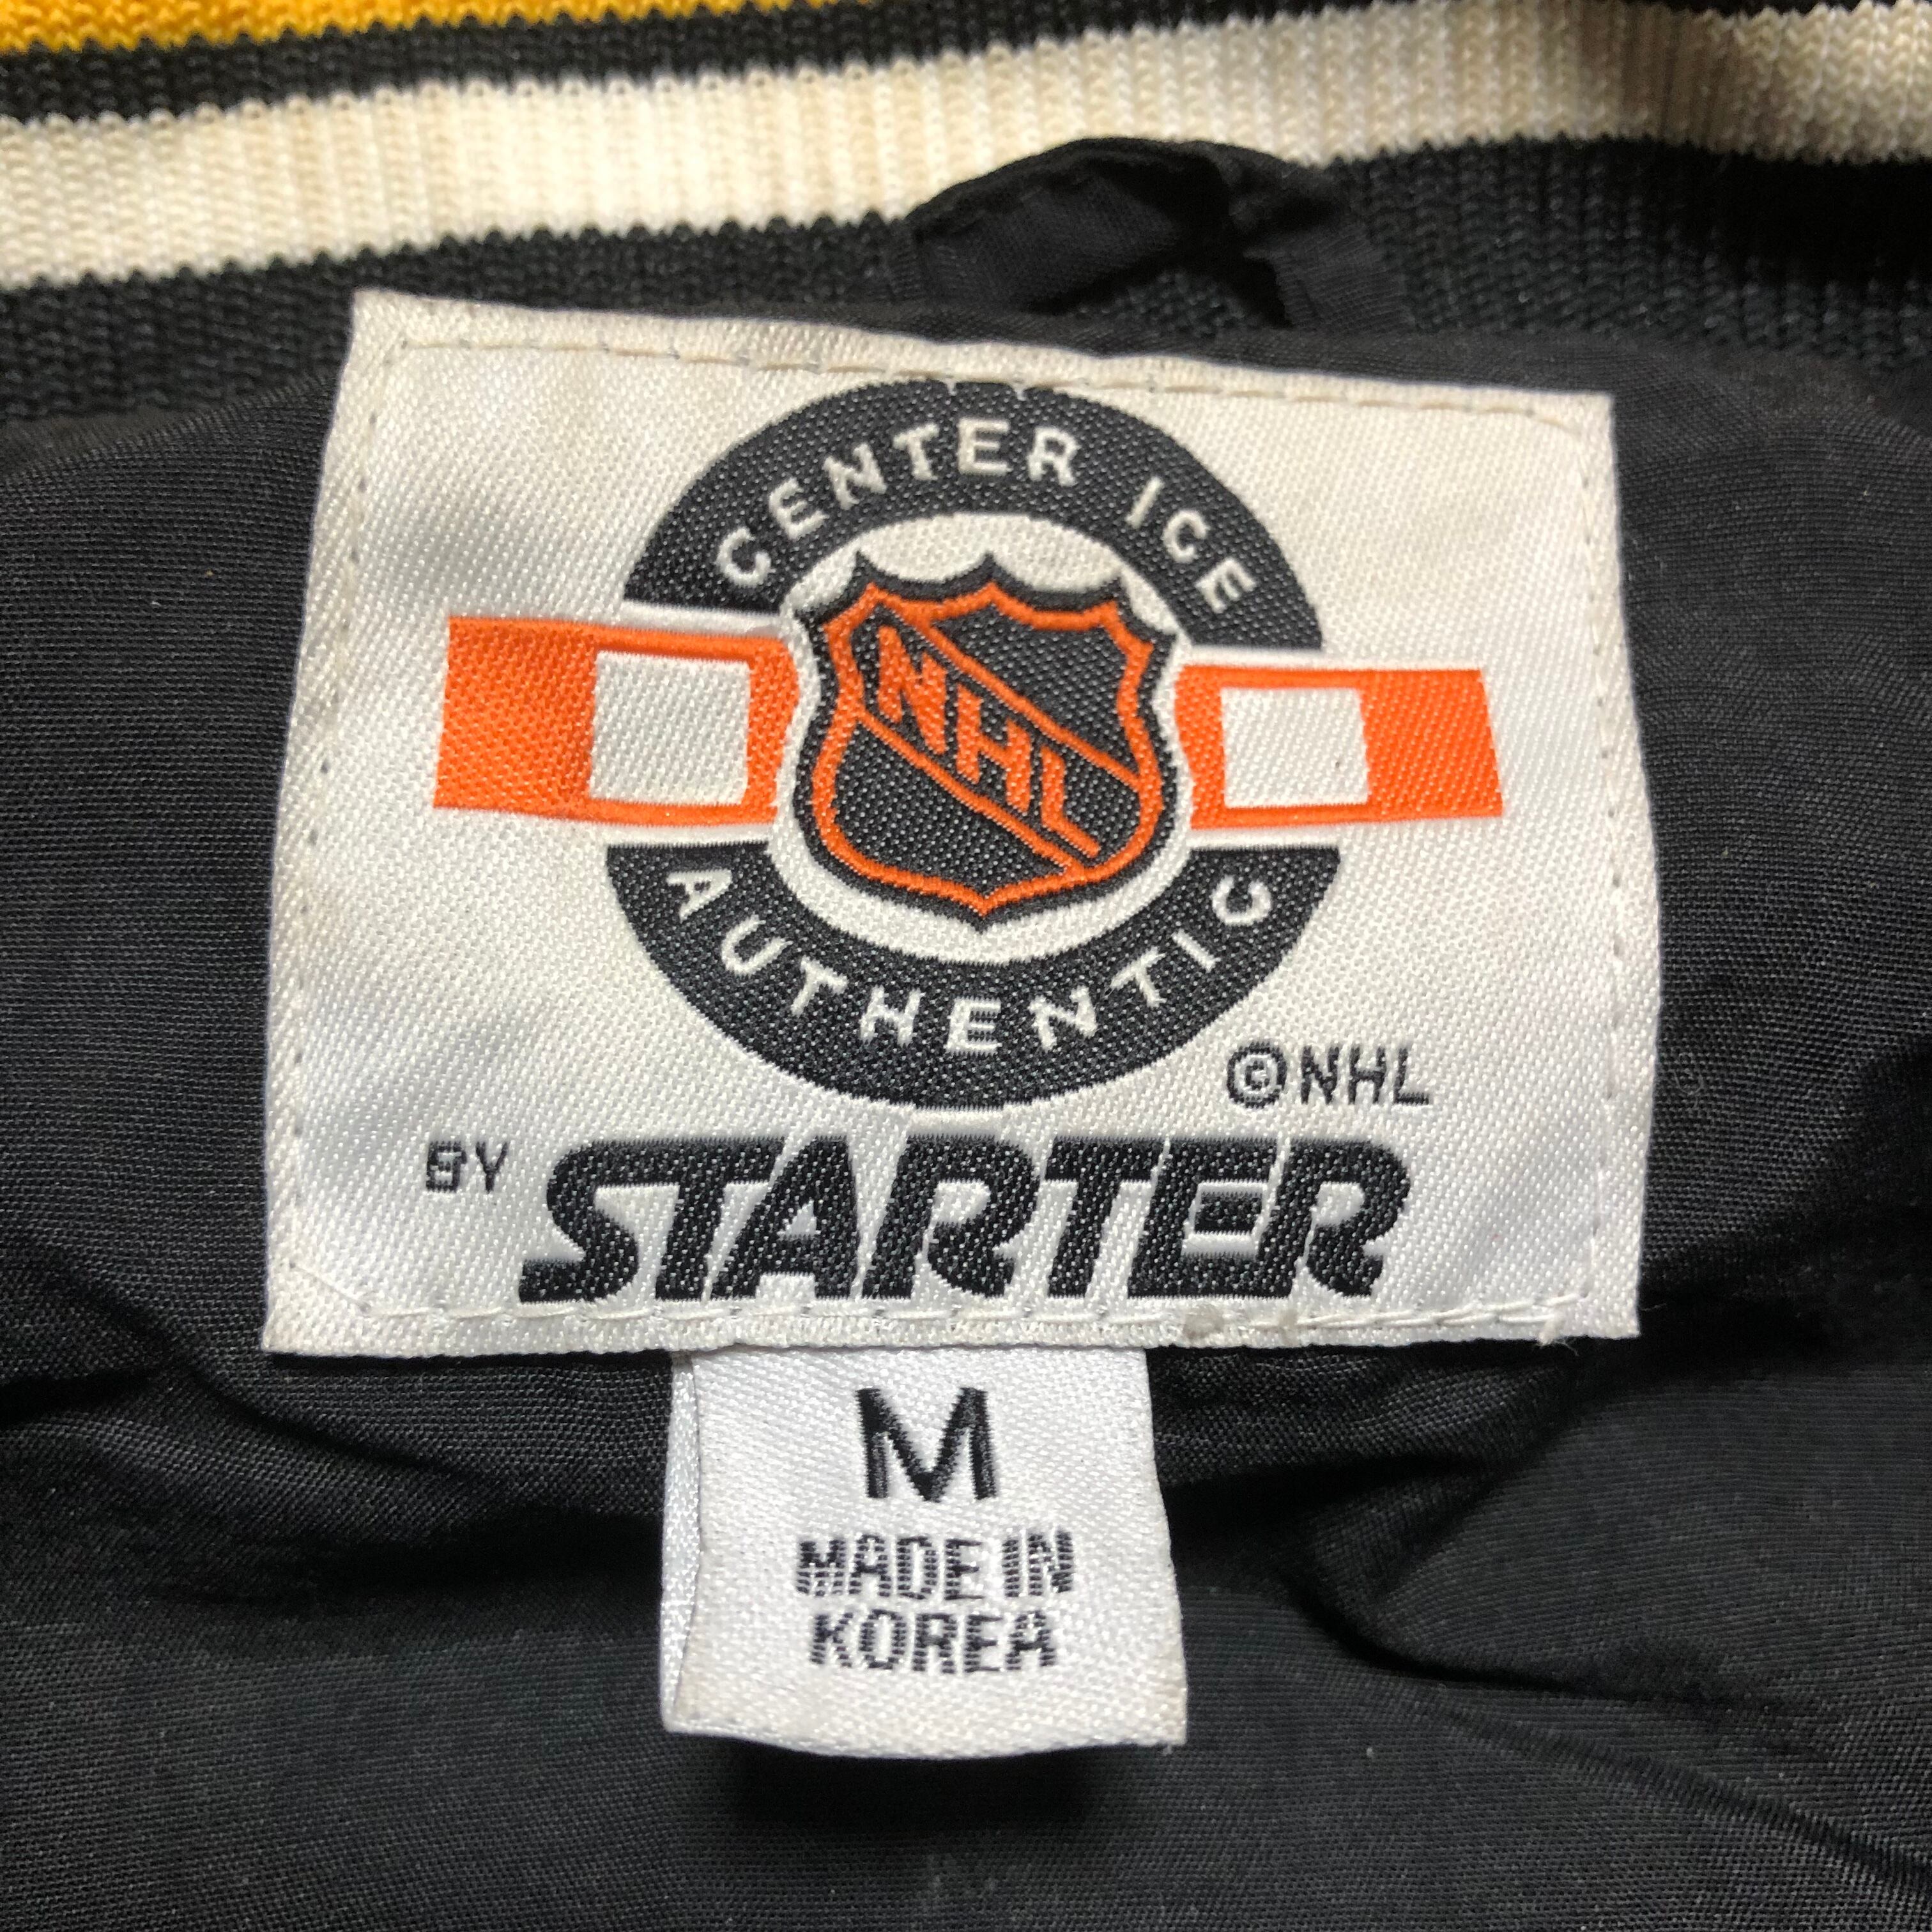 CENTER ICE
NHL
AUTHENTIC
©NHL
BY STARTER
M
MADE IN
KOREA